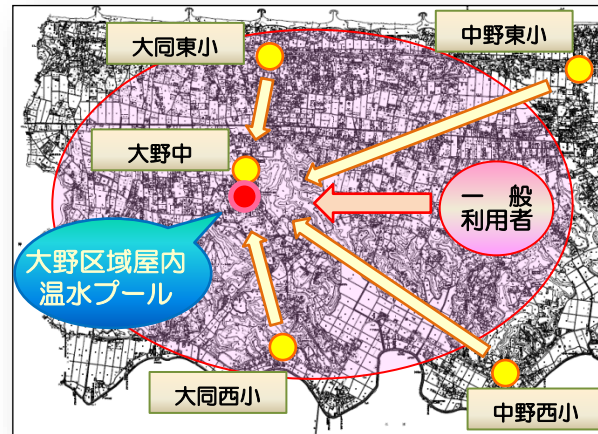 大同東小
中野東小
大野中
一　般
利用者
大野区域屋内
温水プール
大同西小
中野西小